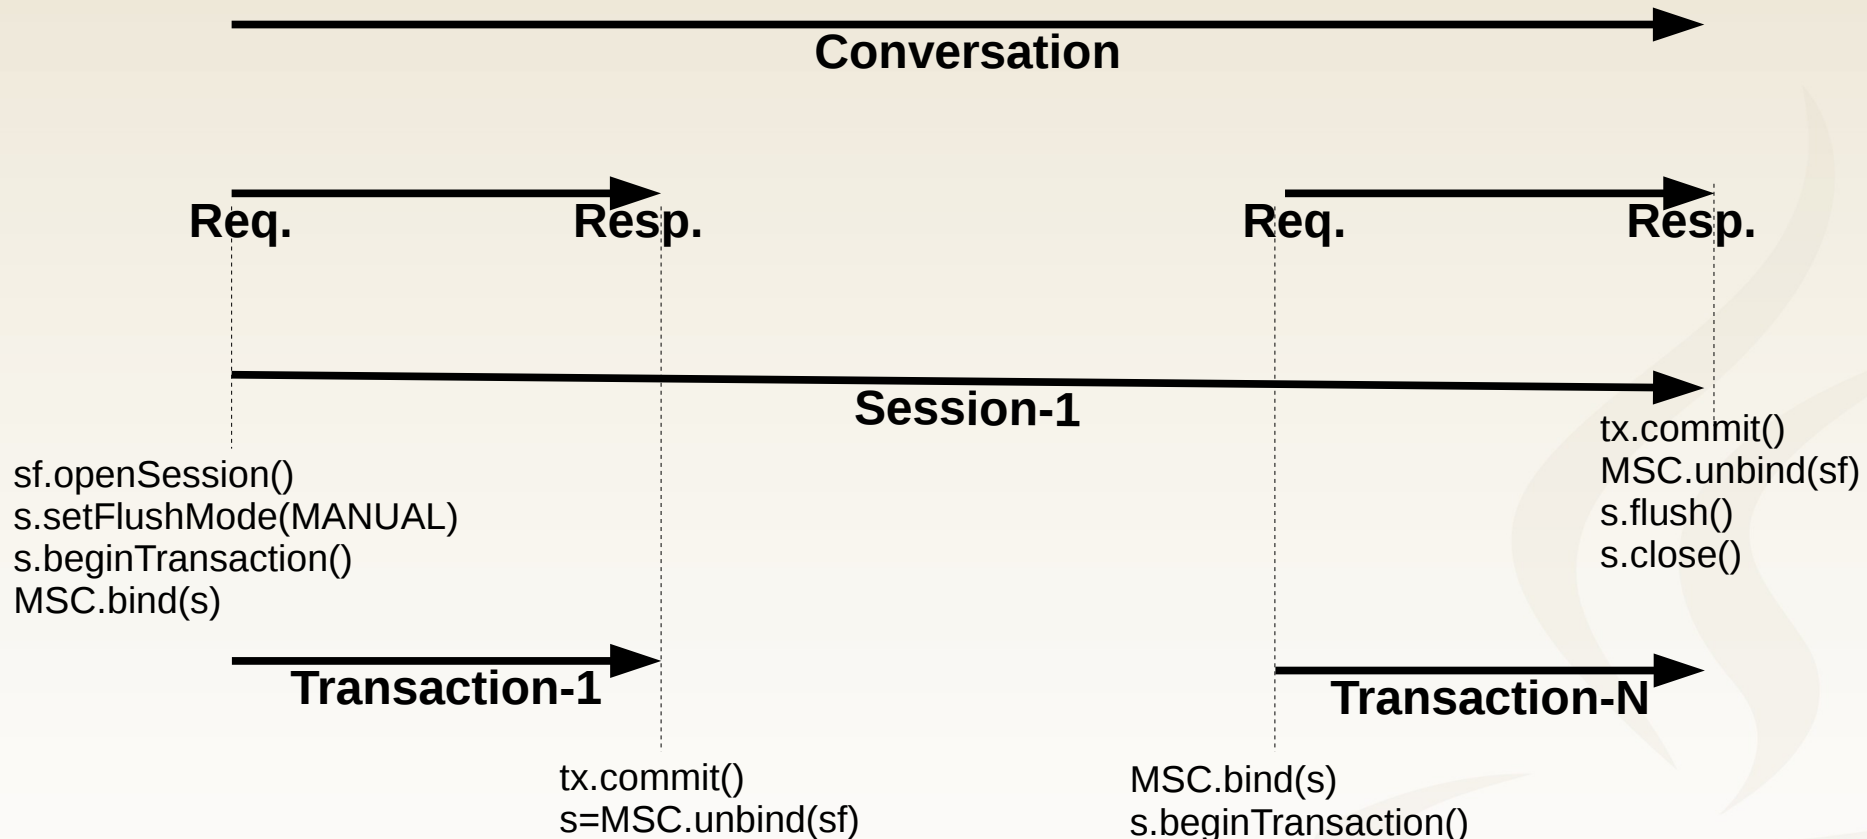 Conversation
Req.
Resp.
Req.
Resp.
Session-1
sf.openSession()
s.setFlushMode(MANUAL)
s.beginTransaction()
MSC.bind(s)
tx.commit()
MSC.unbind(sf)
s.flush()
s.close()
Transaction-1
Transaction-N
tx.commit()
s=MSC.unbind(sf)
MSC.bind(s)
s.beginTransaction()